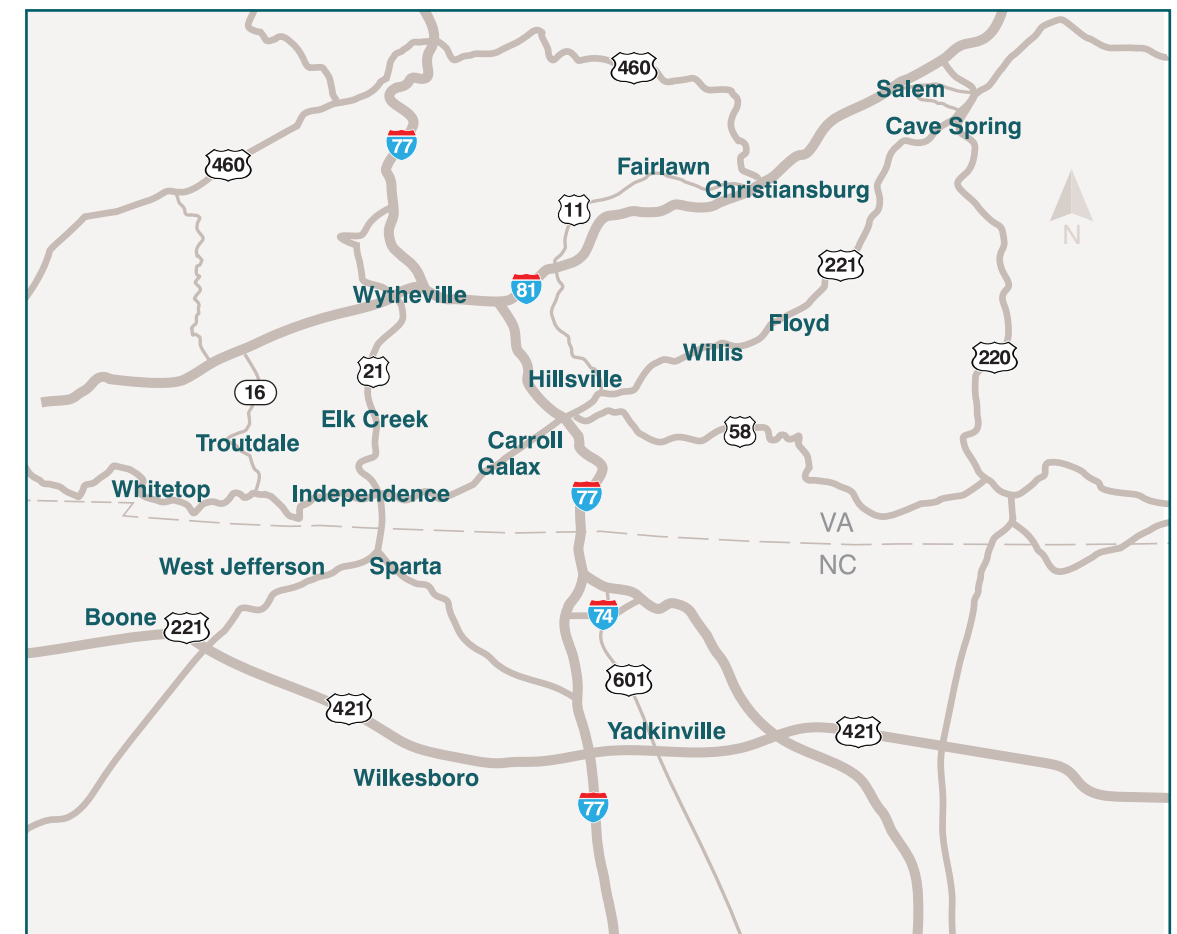 460
Salem
Cave Spring
77
460
Fairlawn
Christiansburg
11
N
221
81
Wytheville
Floyd
Willis
220
21
Hillsville
16
Elk Creek
58
Troutdale
Carroll
Galax
Whitetop
Independence
77
VA
NC
West Jefferson
Sparta
Boone
221
74
601
421
Yadkinville
421
Wilkesboro
77